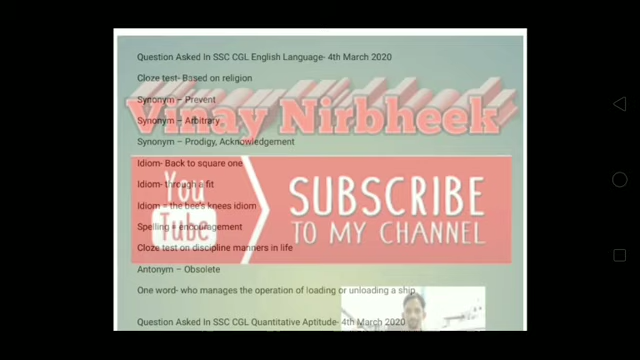 Question Asked In SSC CGL English Language- 4th March 2020
Cloze test- Based on religion
Synonym – Prevent
Synonym – Arbitrary
Synonym – Prodigy, Acknowledgement
Idiom- Back to square one
Idiom- through a fit
Idiom – the bee's knees idiom
Spelling – encouragement
Cloze test on discipline manners in life
Antonym – Obsolete
One word- who manages the operation of loading or unloading a ship
Question Asked In SSC CGL Quantitative Aptitude- 4th March 2020
Vinay Nirbheek
You Tube
SUBSCRIBE
TO MY CHANNEL